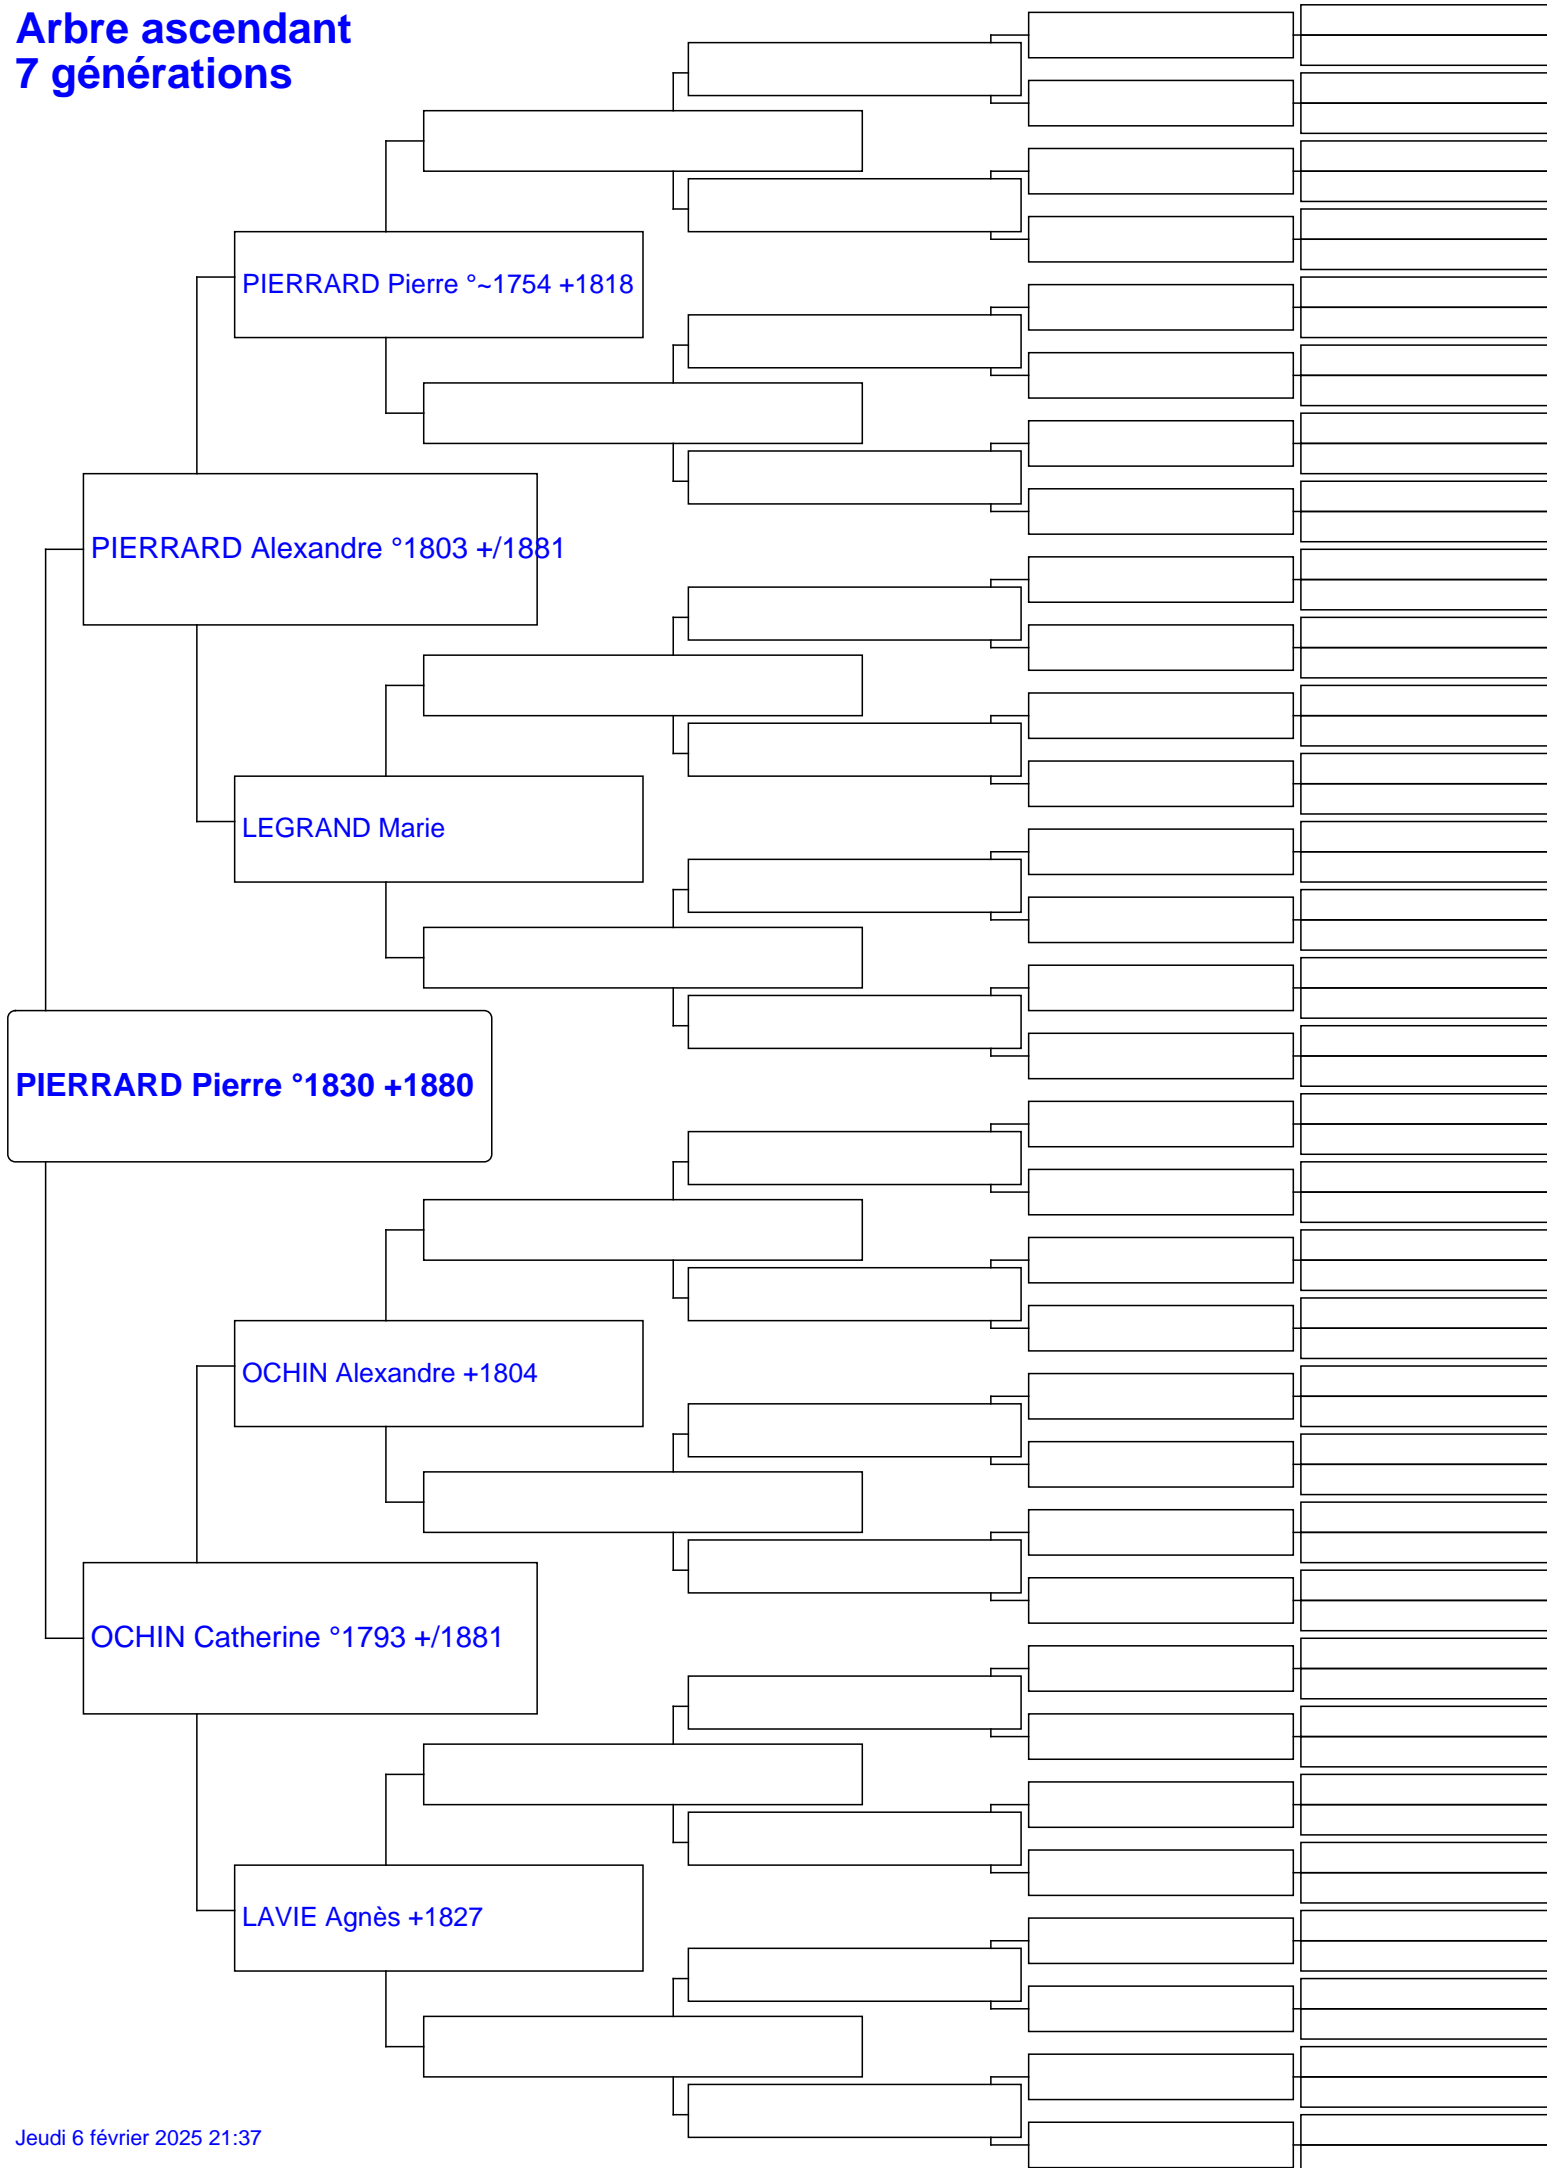 Arbre ascendant
7 générations
PIERRARD Pierre °~1754 +1818
PIERRARD Alexandre °1803 +/1881
LEGRAND Marie
PIERRARD Pierre °1830 +1880
OCHIN Alexandre +1804
OCHIN Catherine °1793 +/1881
LAVIE Agnès +1827
Jeudi 6 février 2025 21:37